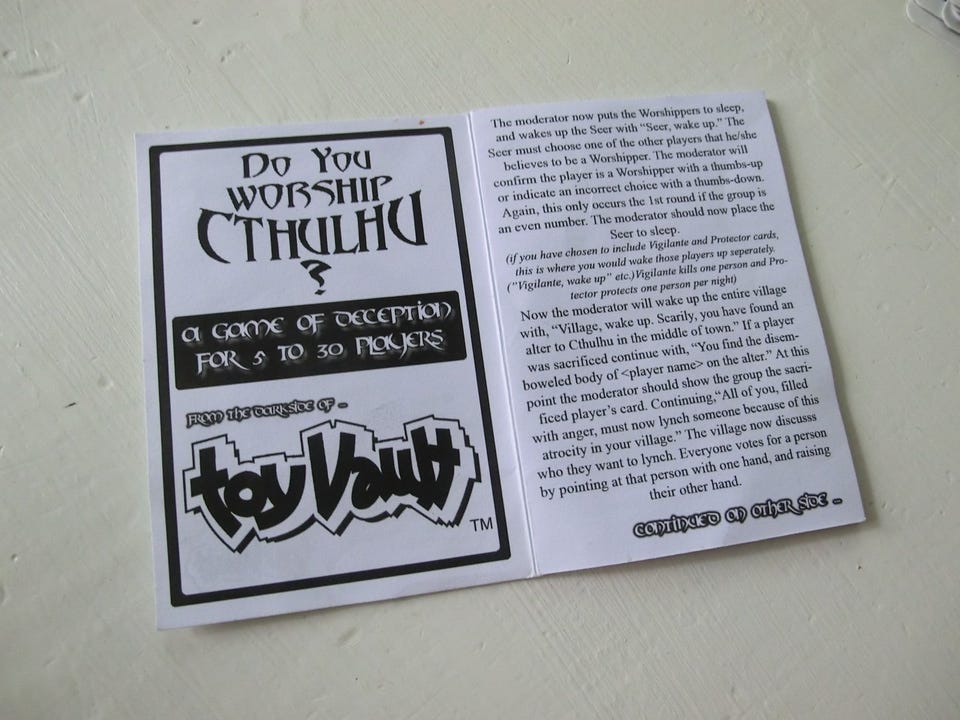 Do You
WORSHIP
CTHULHU
?
A GAME OF DECEPTION
FOR 5 TO 30 PLAYERS
FROM THE DARKSIDE OF ~
toy Vault
TM
The moderator now puts the Worshippers to sleep,
and wakes up the Seer with “Seer, wake up.” The
Seer must choose one of the other players that he/she
believes to be a Worshipper. The moderator will
confirm the player is a Worshipper with a thumbs-up
or indicate an incorrect choice with a thumbs-down.
Again, this only occurs the 1st round if the group is
an even number. The moderator should now place the
Seer to sleep.
(if you have chosen to include Vigilante and Protector cards,
this is where you would wake those players up seperately.
("Vigilante, wake up" etc.)Vigilante kills one person and Pro-
tector protects one person per night)
Now the moderator will wake up the entire village
with, “Village, wake up. Scarily, you have found an
alter to Cthulhu in the middle of town.” If a player
was sacrificed continue with, “You find the disem-
boweled body of <player name> on the alter.” At this
point the moderator should show the group the sacri-
ficed player’s card. Continuing,“All of you, filled
with anger, must now lynch someone because of this
atrocity in your village.” The village now discusss
who they want to lynch. Everyone votes for a person
by pointing at that person with one hand, and raising
their other hand.
CONTINUED ON OTHER SIDE ~